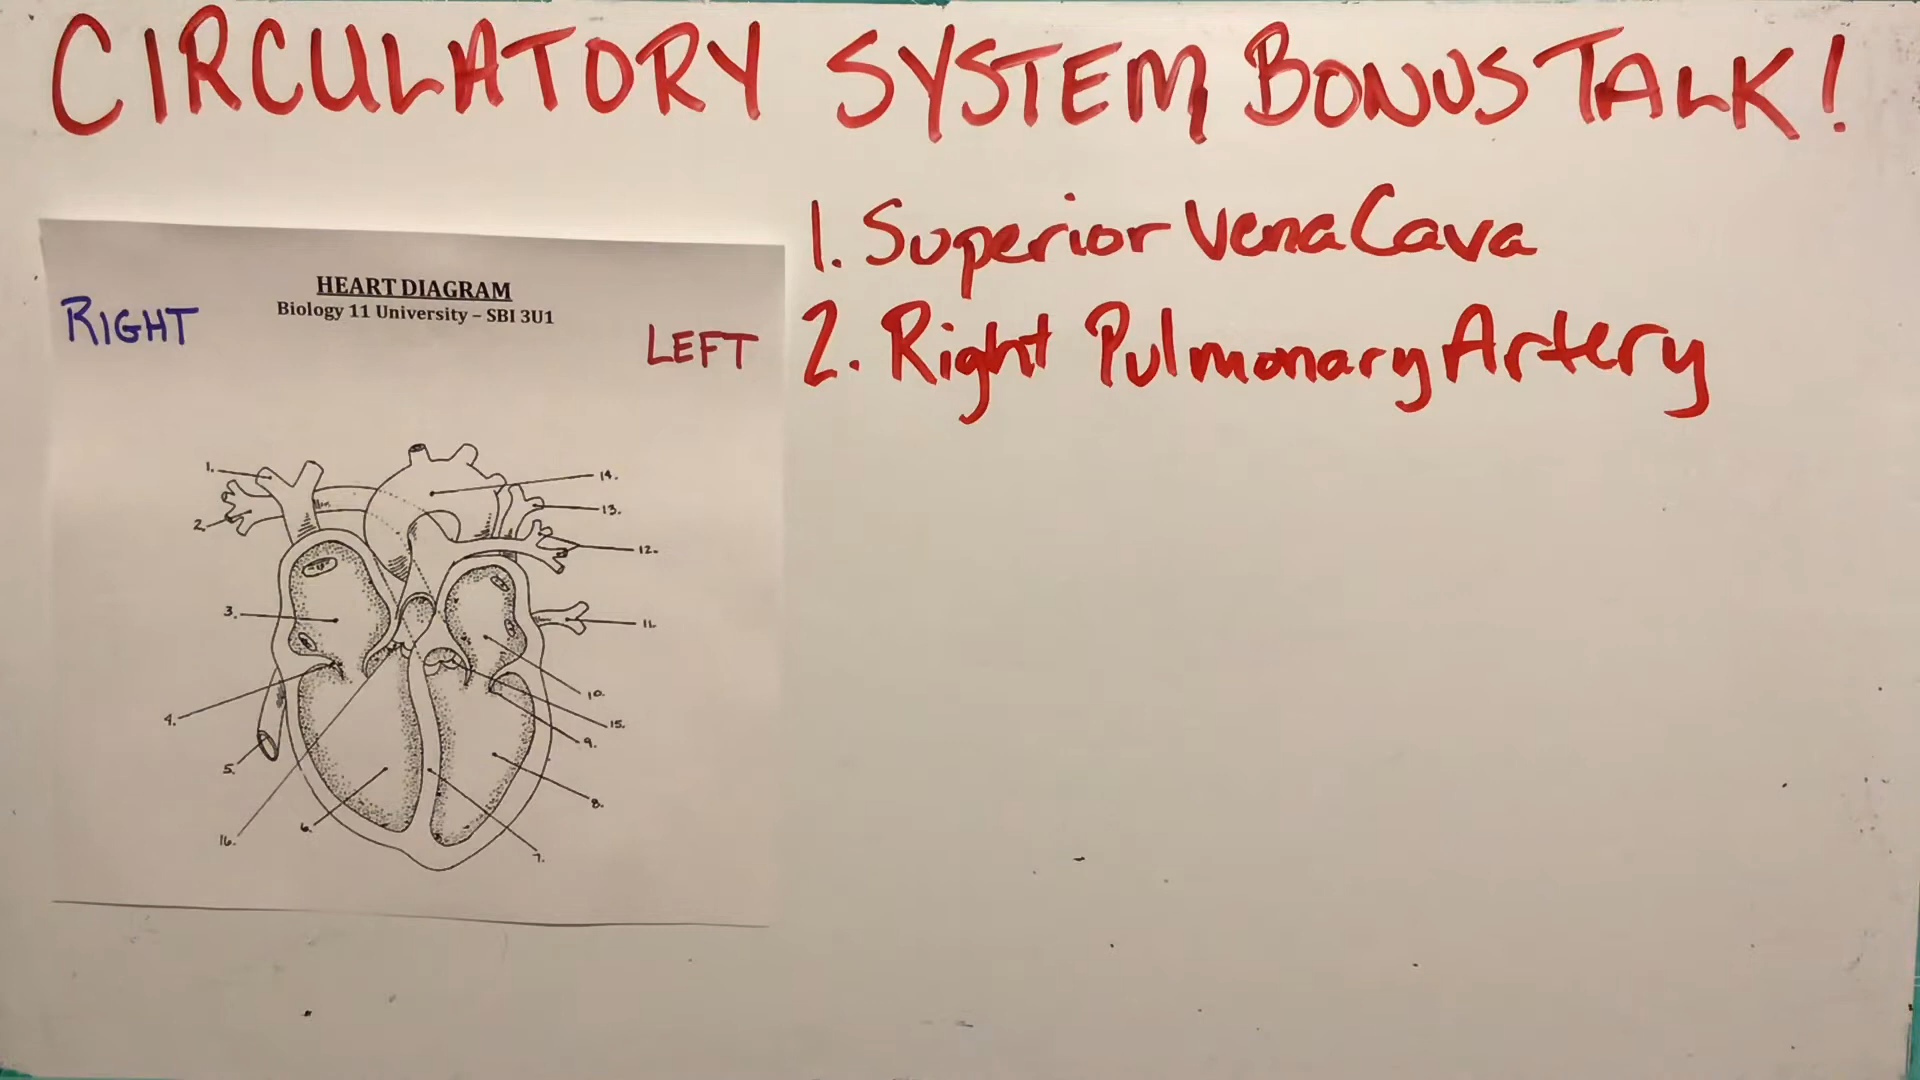 CIRCULATORY SYSTEM BONUS TALK!
1. Superior Vena Cava
2. Right Pulmonary Artery
HEART DIAGRAM
Biology 11 University – SBI 3U1
RIGHT
LEFT
1.
14.
2.
13.
12.
3.
11.
10.
4.
15.
9.
5.
8.
16.
6.
7.